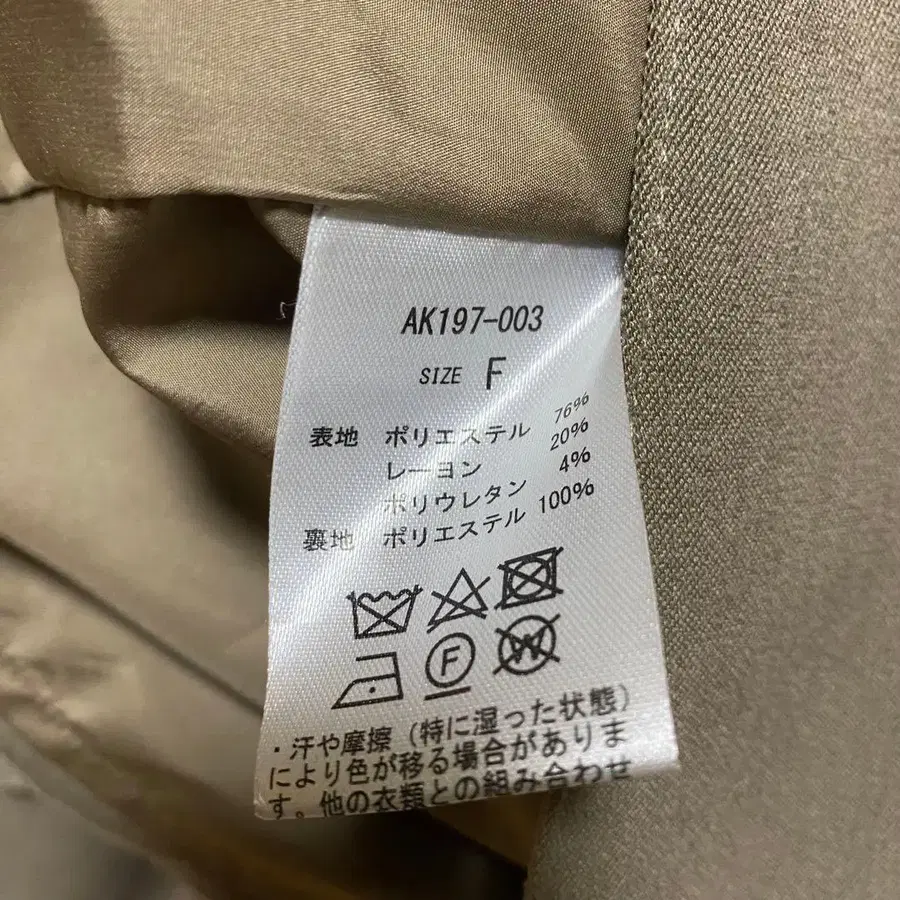 AK197-003
SIZE F
表地 ポリエステル 76%
レーヨン 20%
ポリウレタン 4%
裏地 ポリエステル 100%
F W
・汗や摩擦(特に湿った状態)
により色が移る場合がありま
す。他の衣類との組み合わせ